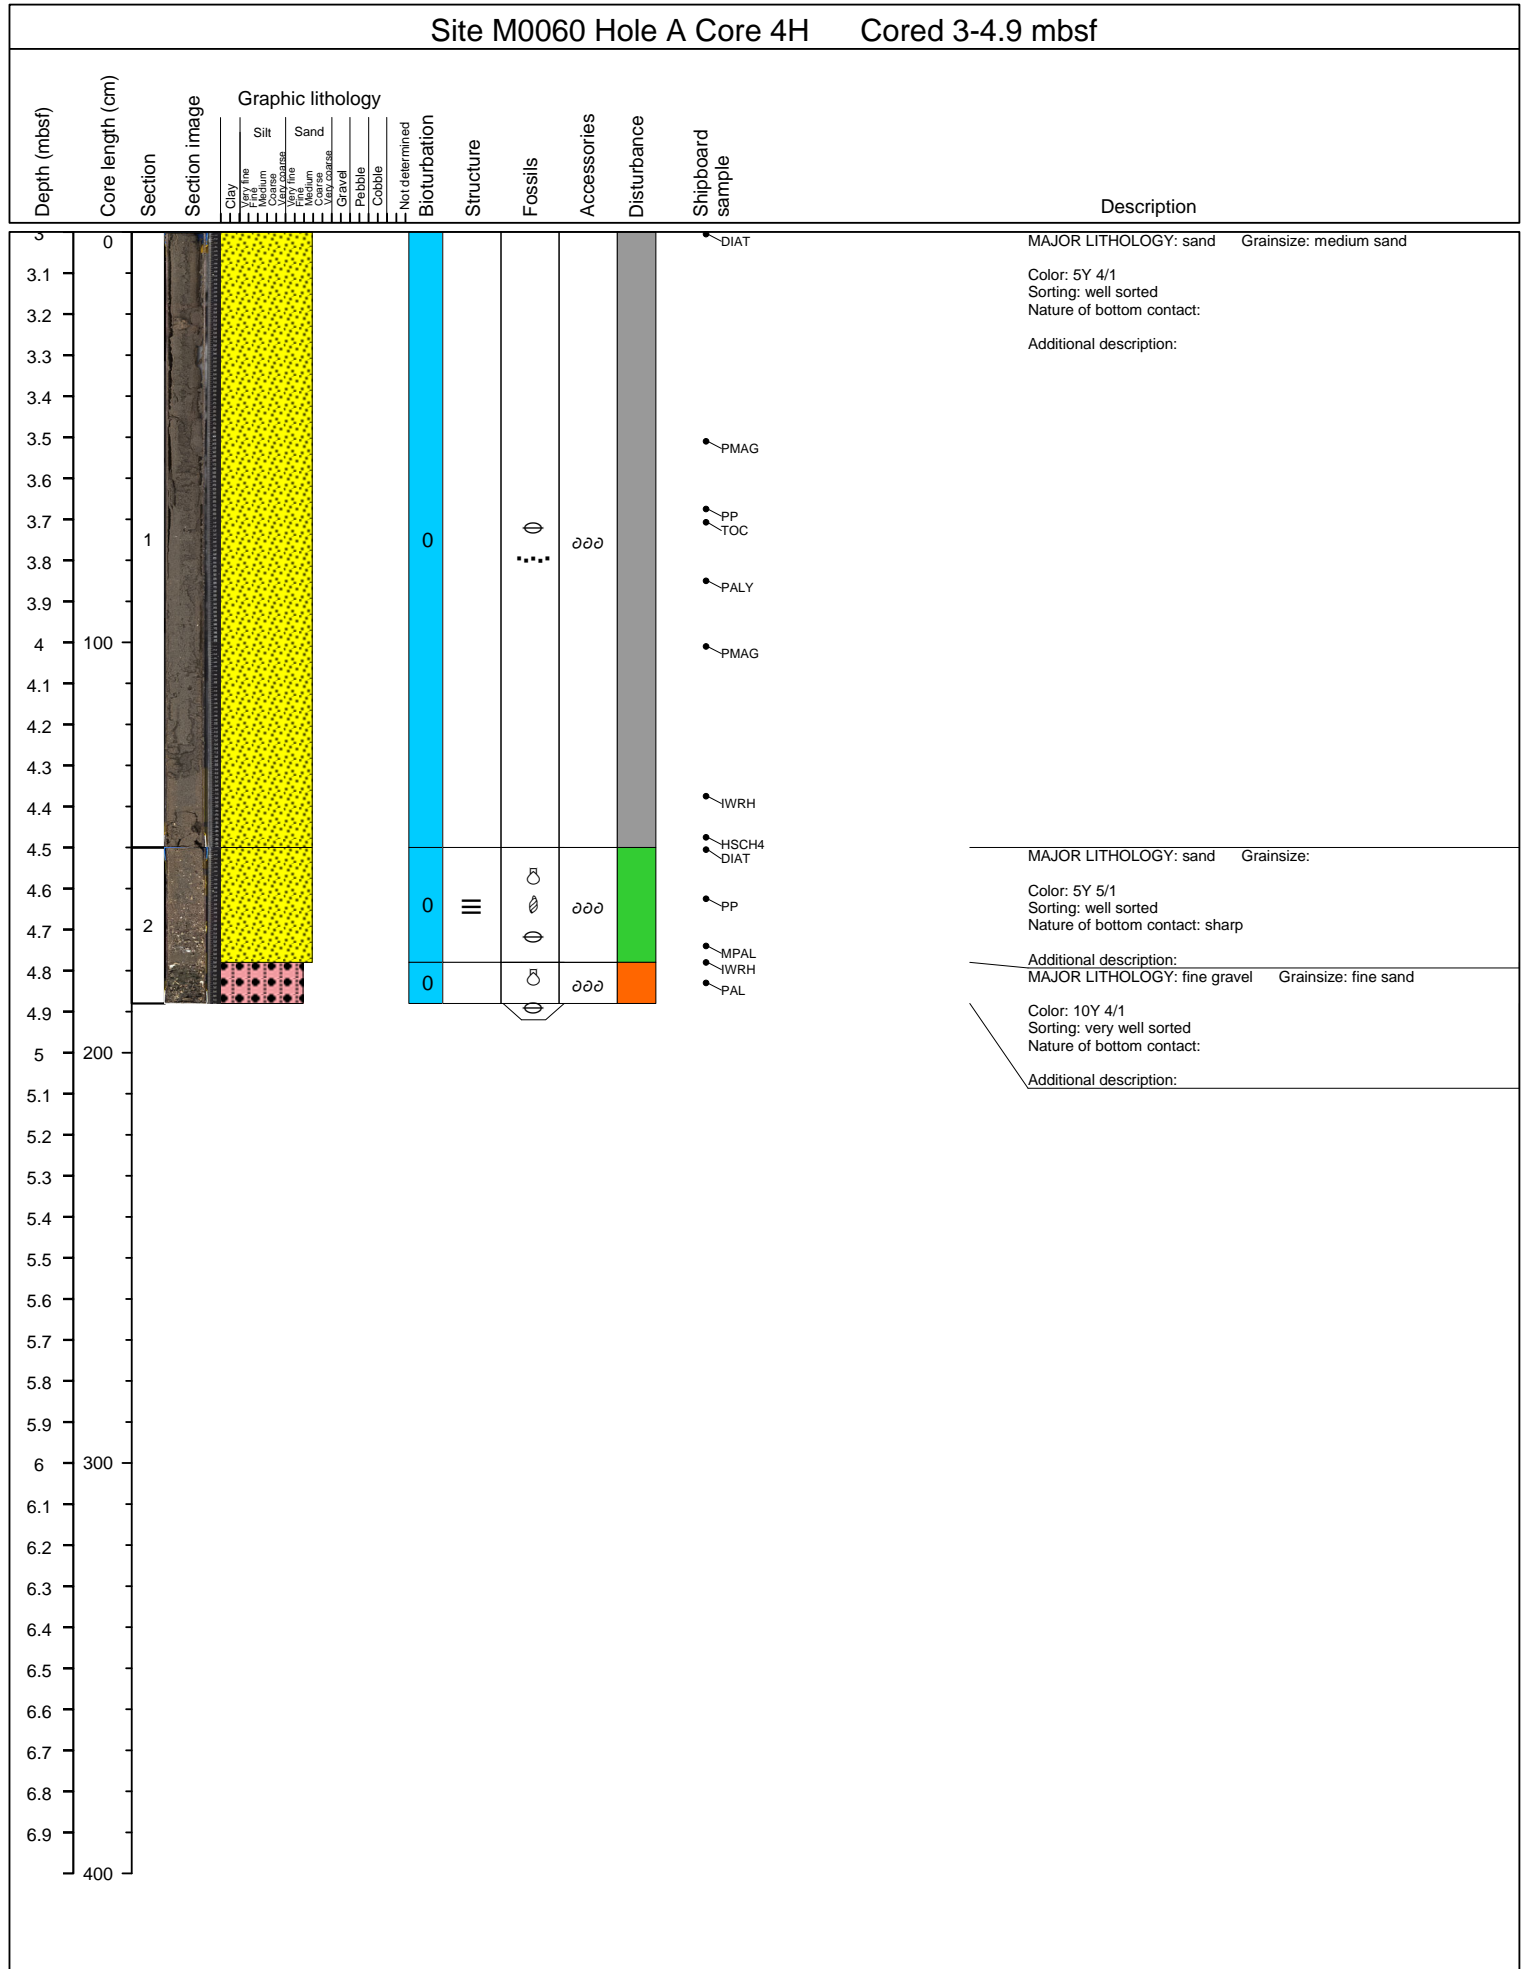 Site M0060 Hole A Core 4H Cored 3-4.9 mbsf
Depth (mbsf)
Core length (cm)
Section
Section image
Graphic lithology
Clay
Silt
Very fine
Fine
Medium
Coarse
Very coarse
Sand
Very fine
Fine
Medium
Coarse
Very coarse
Gravel
Pebble
Cobble
Not determined
Bioturbation
Structure
Fossils
Accessories
Disturbance
Shipboard
sample
Description
3
3.1
3.2
3.3
3.4
3.5
3.6
3.7
3.8
3.9
4
4.1
4.2
4.3
4.4
4.5
4.6
4.7
4.8
4.9
5
5.1
5.2
5.3
5.4
5.5
5.6
5.7
5.8
5.9
6
6.1
6.2
6.3
6.4
6.5
6.6
6.7
6.8
6.9
0
100
200
300
400
1
2
0
0
0
∂∂∂
∂∂∂
∂∂∂
DIAT
PMAG
PP
TOC
PALY
PMAG
IWRH
HSCH4
DIAT
PP
MPAL
IWRH
PAL
MAJOR LITHOLOGY: sand Grainsize: medium sand
Color: 5Y 4/1
Sorting: well sorted
Nature of bottom contact:
Additional description:
MAJOR LITHOLOGY: sand Grainsize:
Color: 5Y 5/1
Sorting: well sorted
Nature of bottom contact: sharp
Additional description:
MAJOR LITHOLOGY: fine gravel Grainsize: fine sand
Color: 10Y 4/1
Sorting: very well sorted
Nature of bottom contact:
Additional description: